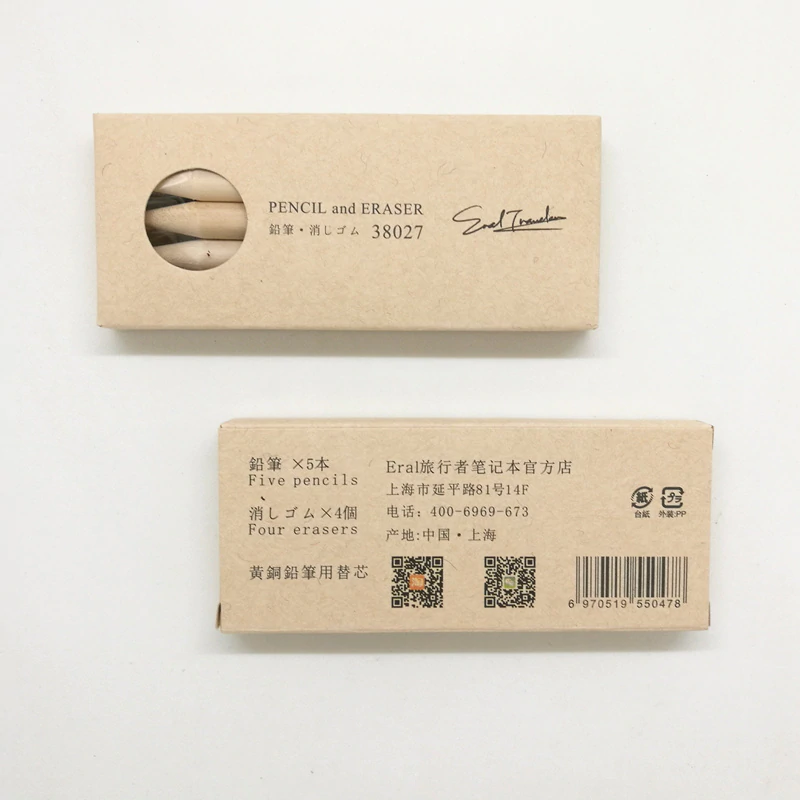 PENCIL and ERASER
鉛筆・消しゴム 38027
Eral Traveler
鉛筆 ×5本
Five pencils
消しゴム×4個
Four erasers
黄銅鉛筆用替芯
Eral旅行者笔记本官方店
上海市延平路81号14F
电话: 400-6969-673
产地:中国・上海
紙
台紙
プラ
外装:PP
6 970519 550478